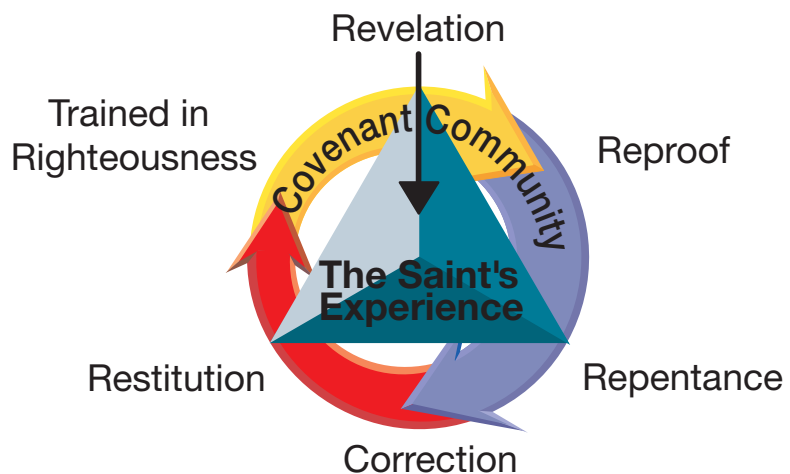 Revelation
Trained in
Righteousness
Covenant Community
Reproof
The Saint's
Experience
Restitution
Repentance
Correction